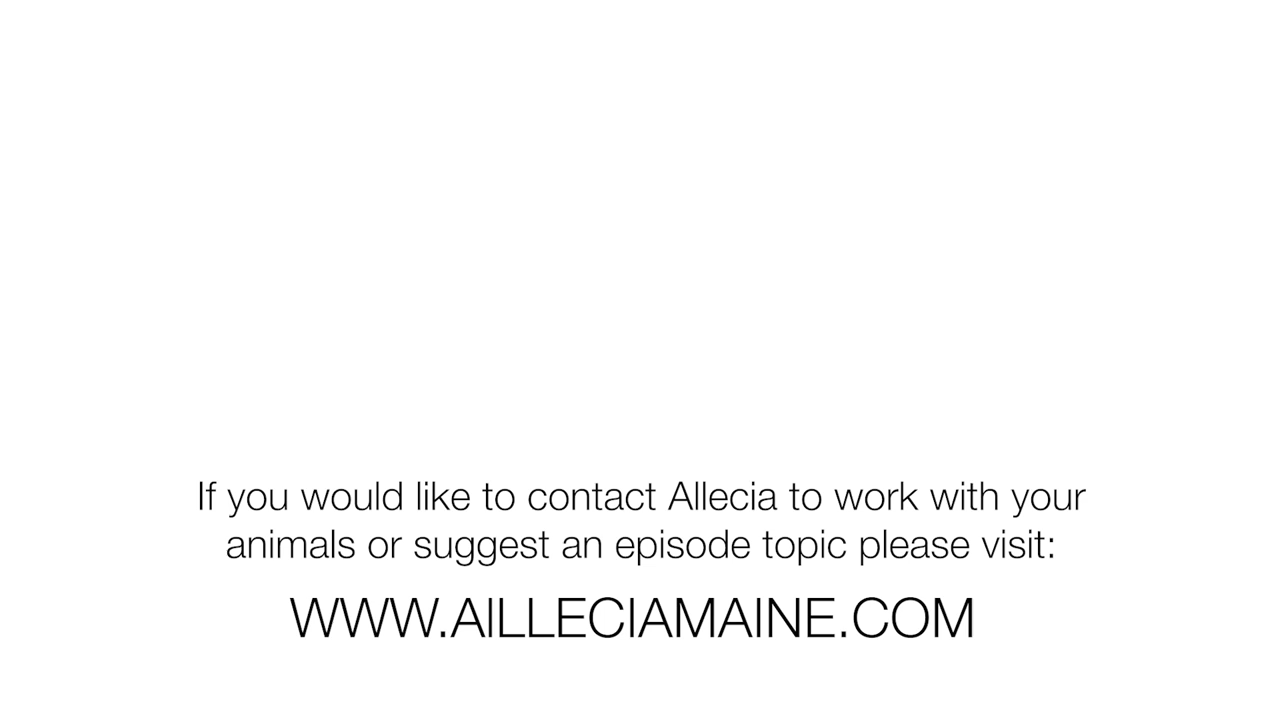 If you would like to contact Allecia to work with your
animals or suggest an episode topic please visit:
WWW.AILLECIAMAINE.COM